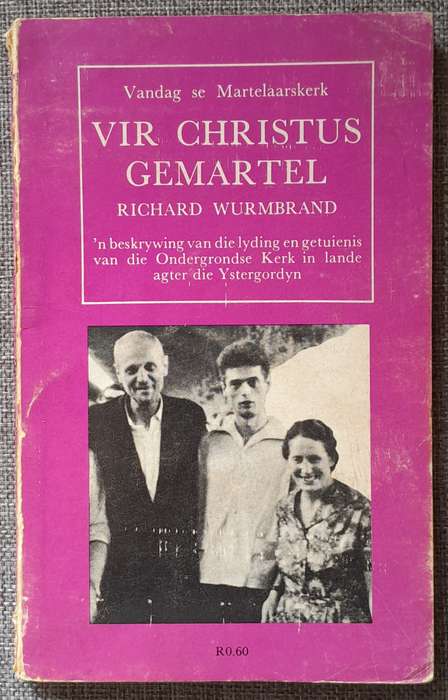 Vandag se Martelaarskerk
VIR CHRISTUS
GEMARTEL
RICHARD WURMBRAND
'n beskrywing van die lyding en getuienis
van die Ondergrondse Kerk in lande
agter die Ystergordyn
R0.60